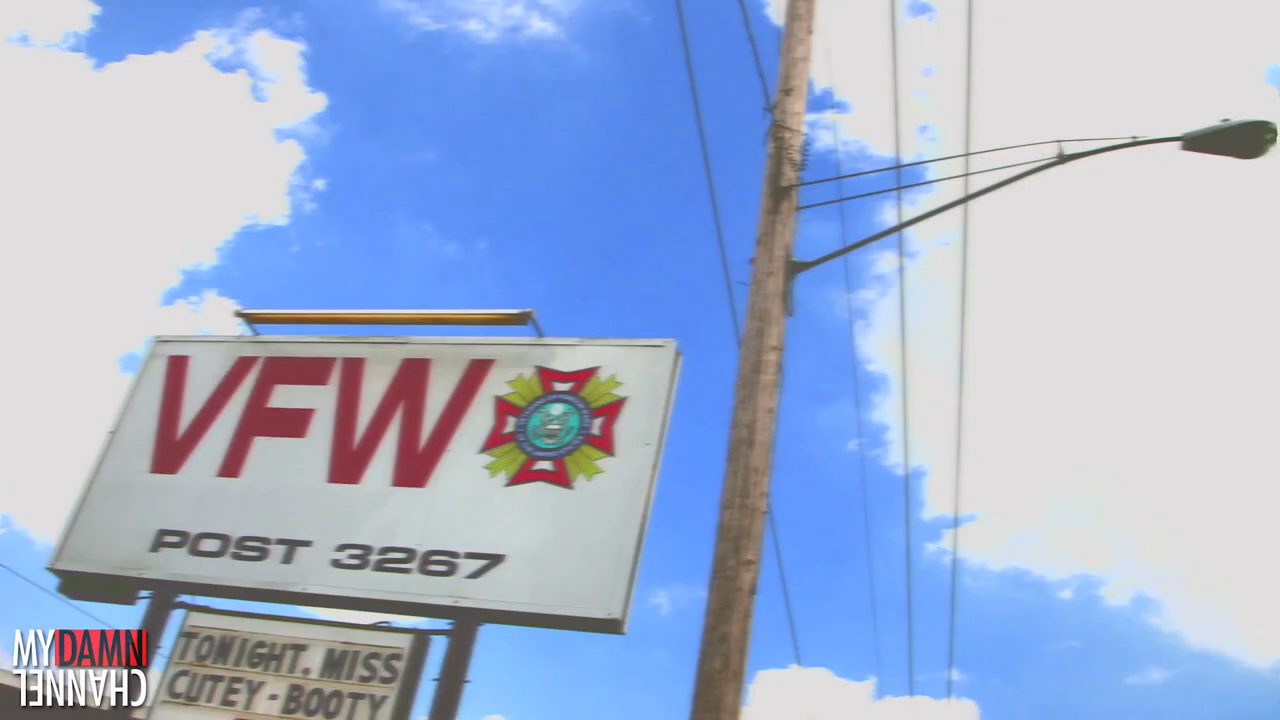 VFW
POST 3267
TONIGHT. MISS
CUTEY-BOOTY
MYDAMN
CHANNEL